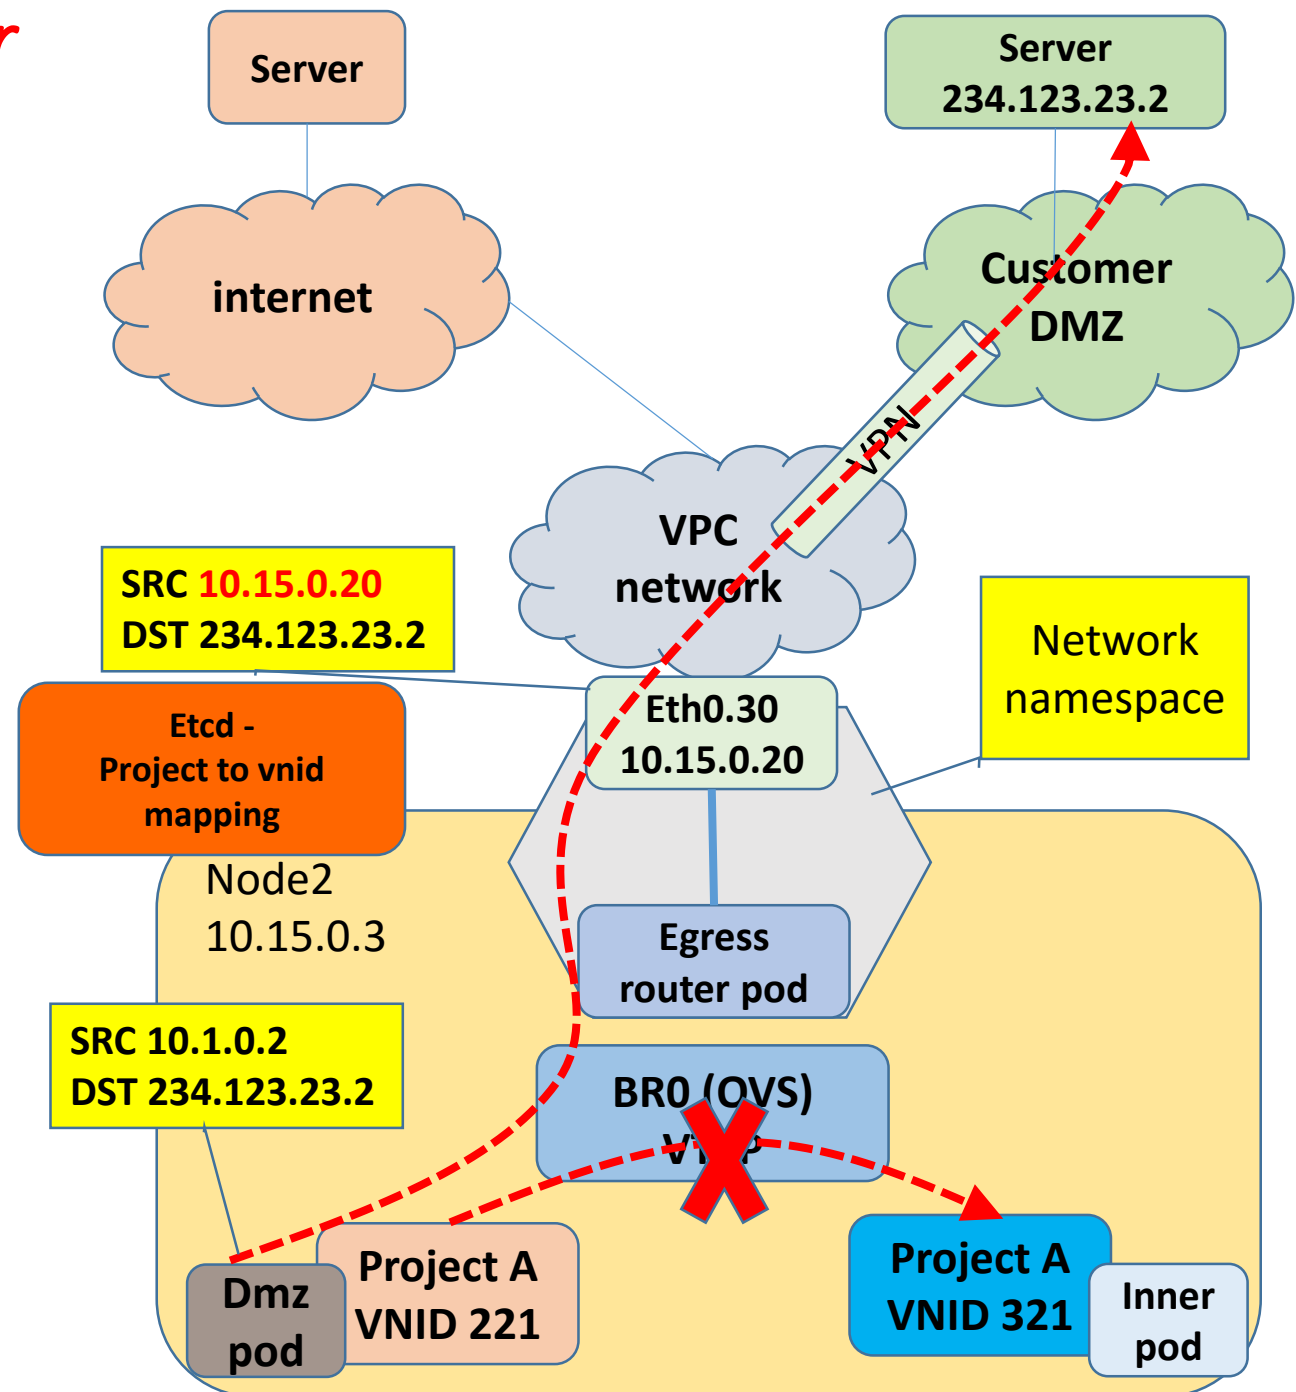 r
Server
Server
234.123.23.2
internet
Customer
DMZ
VPN
VPC
network
SRC 10.15.0.20
DST 234.123.23.2
Network
namespace
Eth0.30
10.15.0.20
Etcd -
Project to vnid
mapping
Node2
10.15.0.3
Egress
router pod
SRC 10.1.0.2
DST 234.123.23.2
BR0 (OVS)
Project A
VNID 221
Dmz
pod
Project A
VNID 321
Inner
pod